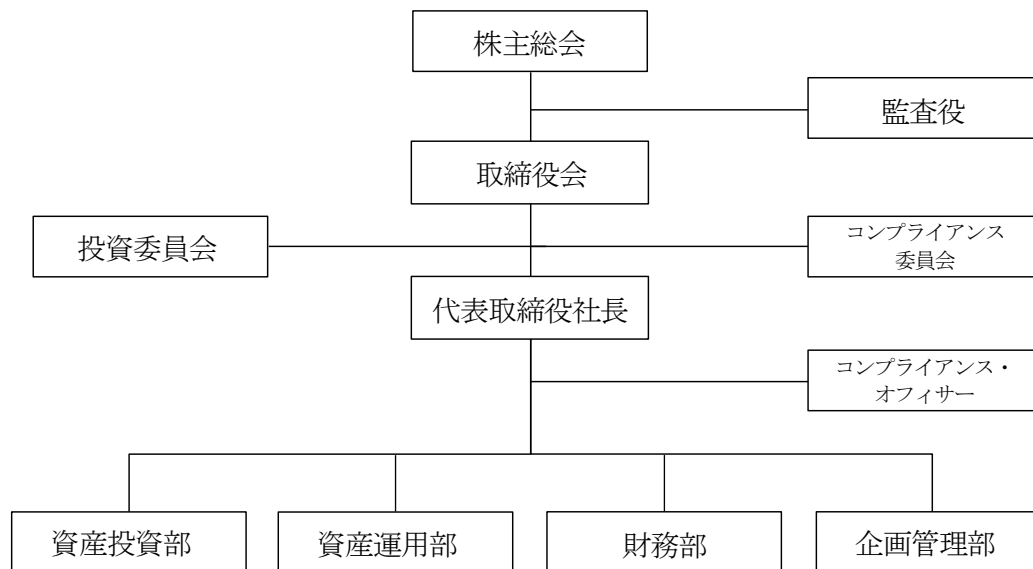 株主総会
監査役
取締役会
投資委員会
コンプライアンス
委員会
代表取締役社長
コンプライアンス・
オフィサー
資産投資部
資産運用部
財務部
企画管理部